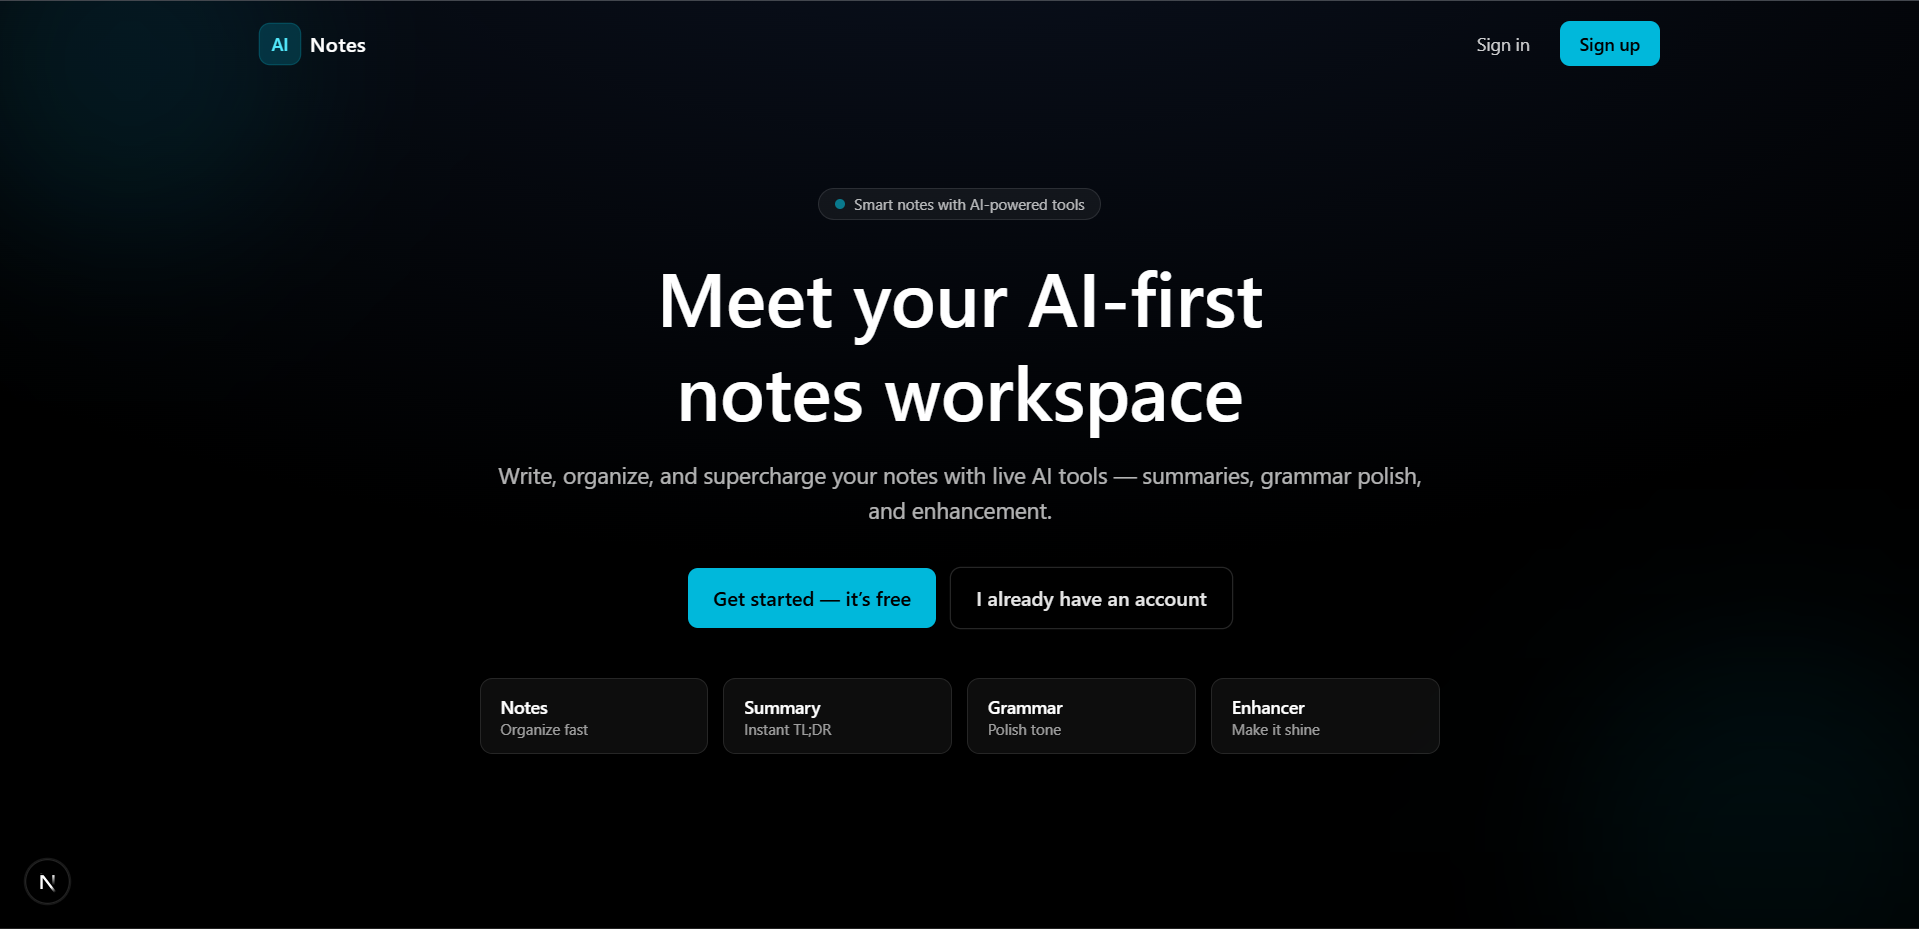 AI Notes
Sign in
Sign up
Smart notes with AI-powered tools
Meet your AI-first
notes workspace
Write, organize, and supercharge your notes with live AI tools — summaries, grammar polish,
and enhancement.
Get started — it’s free
I already have an account
Notes
Organize fast
Summary
Instant TL;DR
Grammar
Polish tone
Enhancer
Make it shine
N